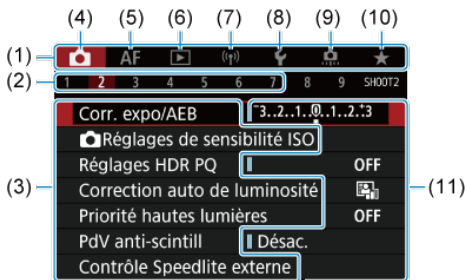 (4) (5) (6) (7) (8) (9) (10)
(1) AF
(2) 1 2 3 4 5 6 7 8 9 SHOOT2
Corr. expo/AEB -3..2..1..0..1..2..+3
Réglages de sensibilité ISO
Réglages HDR PQ OFF
(3) Correction auto de luminosité (11)
Priorité hautes lumières OFF
PdV anti-scintill Désac.
Contrôle Speedlite externe